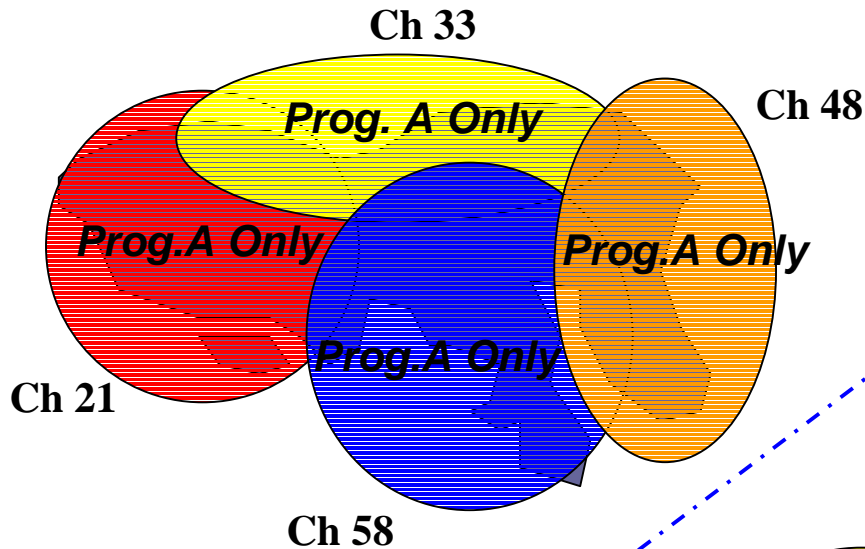 Ch 33
Ch 48
Prog. A Only
Prog.A Only
Prog.A Only
Prog.A Only
Ch 21
Ch 58